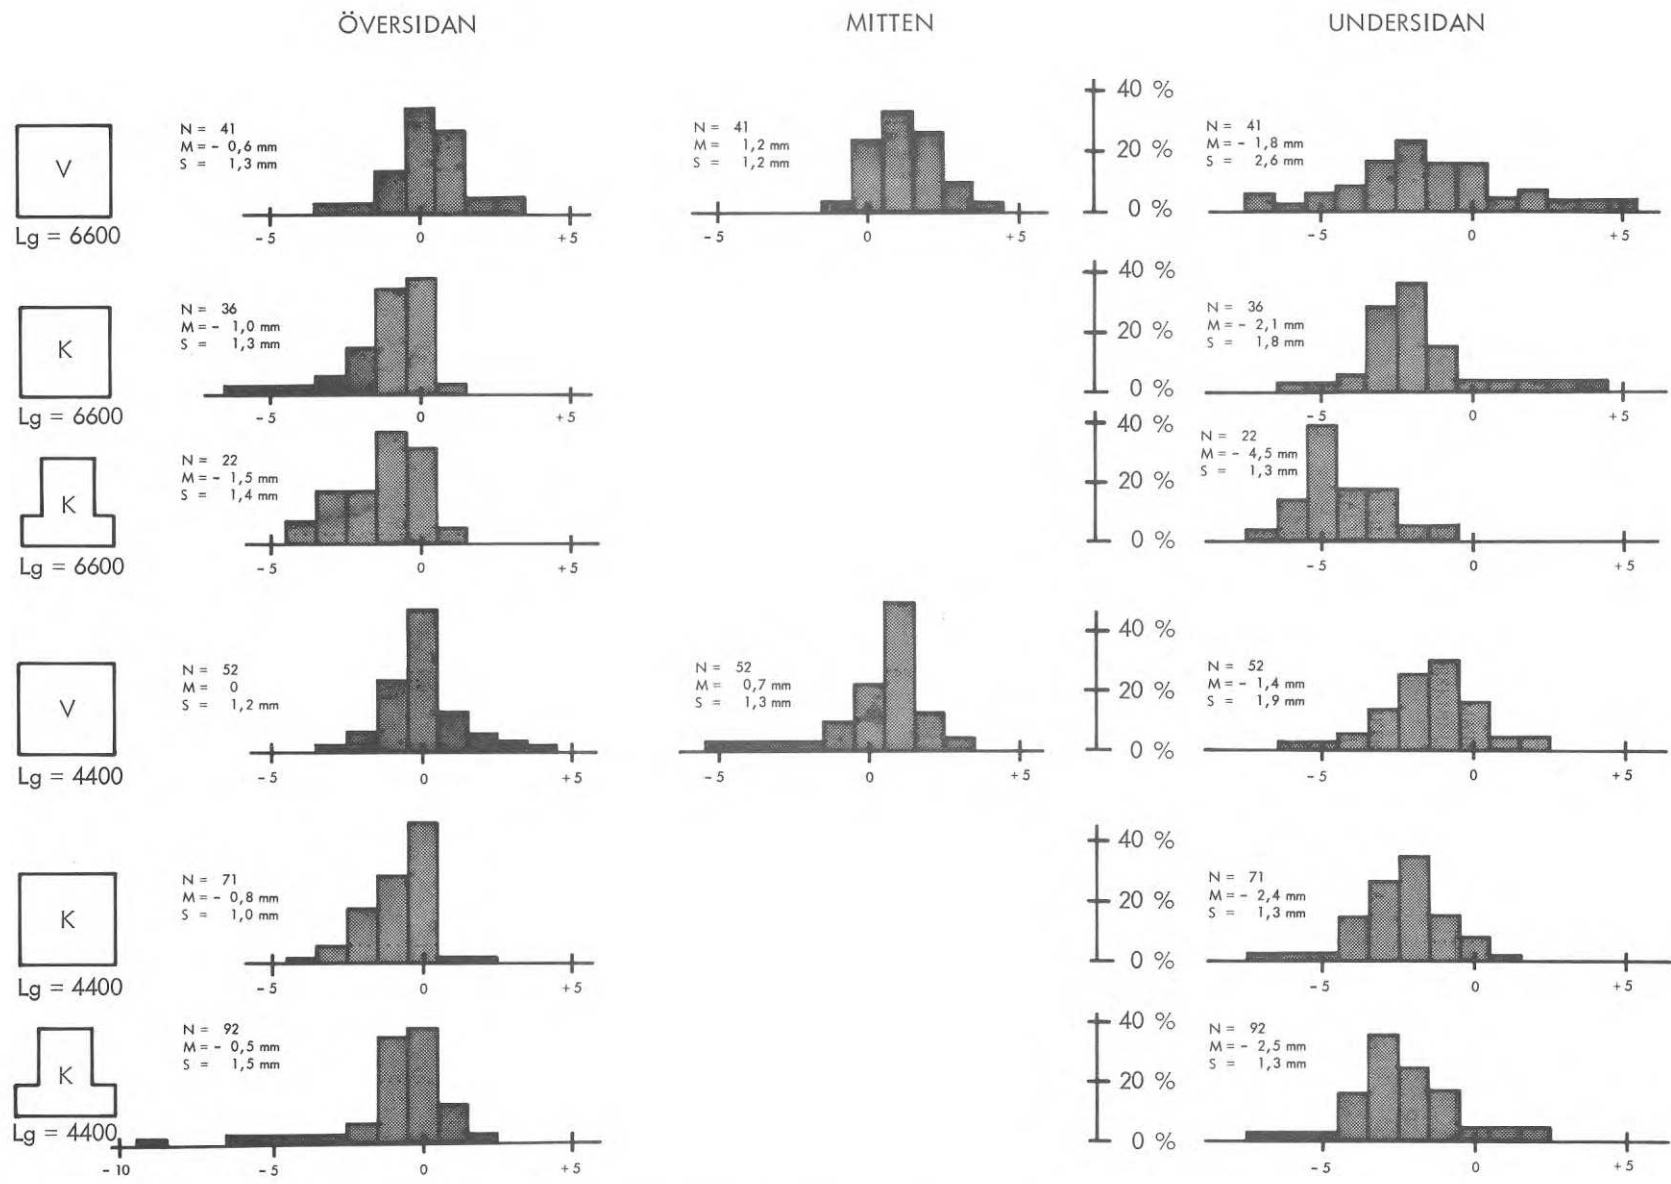 ÖVERSIDAN MITTEN UNDERSIDAN
V
Lg = 6600
N = 41
M = - 0,6 mm
S = 1,3 mm
- 5 0 + 5
N = 41
M = 1,2 mm
S = 1,2 mm
- 5 0 + 5
40 %
20 %
0 %
N = 41
M = - 1,8 mm
S = 2,6 mm
- 5 0 + 5
K
Lg = 6600
N = 36
M = - 1,0 mm
S = 1,3 mm
- 5 0 + 5
40 %
20 %
0 %
N = 36
M = - 2,1 mm
S = 1,8 mm
- 5 0 + 5
K
Lg = 6600
N = 22
M = - 1,5 mm
S = 1,4 mm
- 5 0 + 5
40 %
20 %
0 %
N = 22
M = - 4,5 mm
S = 1,3 mm
- 5 0 + 5
V
Lg = 4400
N = 52
M = 0
S = 1,2 mm
- 5 0 + 5
N = 52
M = 0,7 mm
S = 1,3 mm
- 5 0 + 5
40 %
20 %
0 %
N = 52
M = - 1,4 mm
S = 1,9 mm
- 5 0 + 5
K
Lg = 4400
N = 71
M = - 0,8 mm
S = 1,0 mm
- 5 0 + 5
40 %
20 %
0 %
N = 71
M = - 2,4 mm
S = 1,3 mm
- 5 0 + 5
K
Lg = 4400
N = 92
M = - 0,5 mm
S = 1,5 mm
- 10 - 5 0 + 5
40 %
20 %
0 %
N = 92
M = - 2,5 mm
S = 1,3 mm
- 5 0 + 5